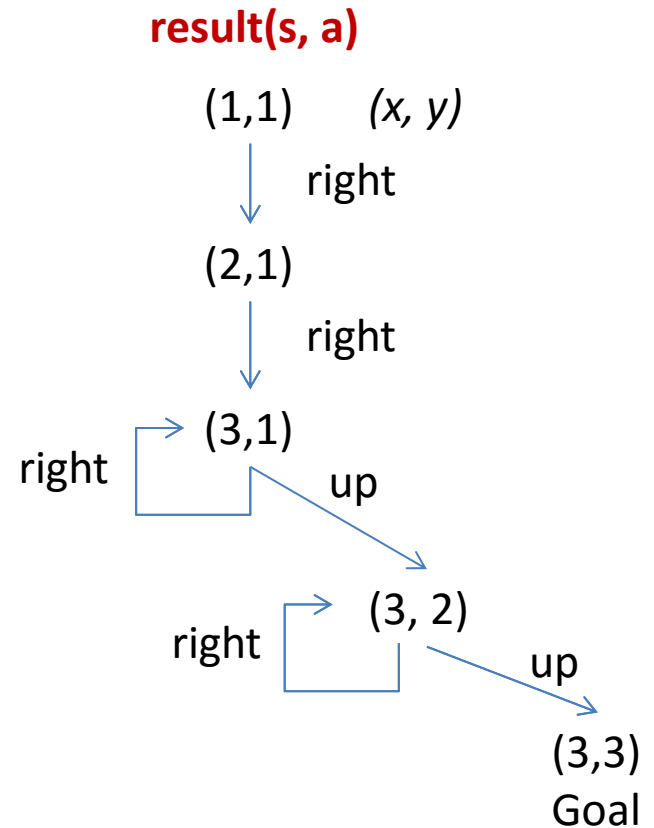 result(s, a)
(1,1) (x, y)
right
(2,1)
right
(3,1)
right
up
(3, 2)
right
up
(3,3)
Goal